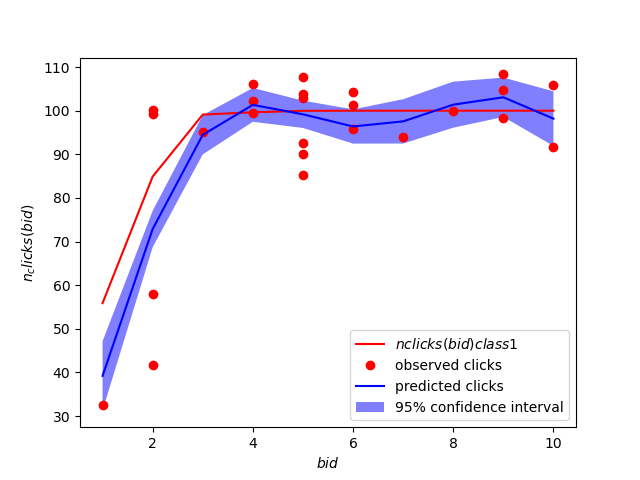 110
100
90
80
70
60
50
40
30
n_clicks(bid)
2
4
6
8
10
bid
nclicks(bid)class1
observed clicks
predicted clicks
95% confidence interval